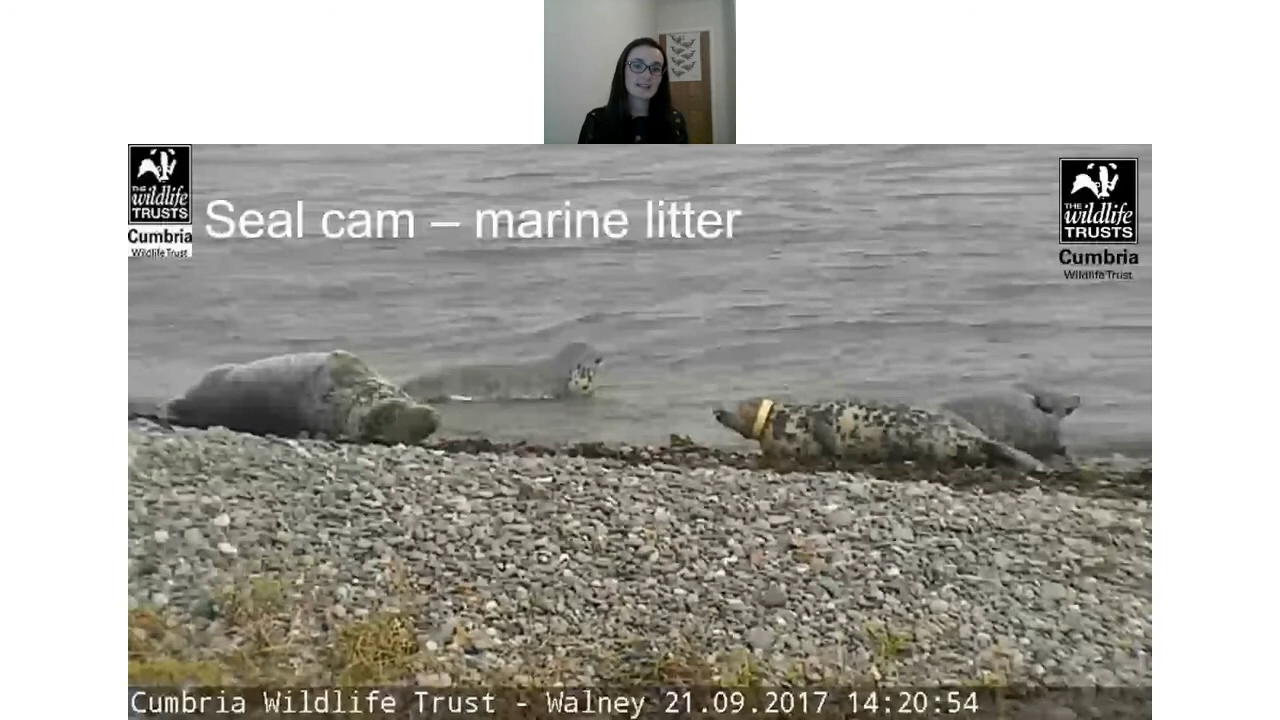 THE
wildlife
TRUSTS
Cumbria
Wildlife Trust
Seal cam – marine litter
THE
wildlife
TRUSTS
Cumbria
Wildlife Trust
Cumbria Wildlife Trust - Walney 21.09.2017 14:20:54